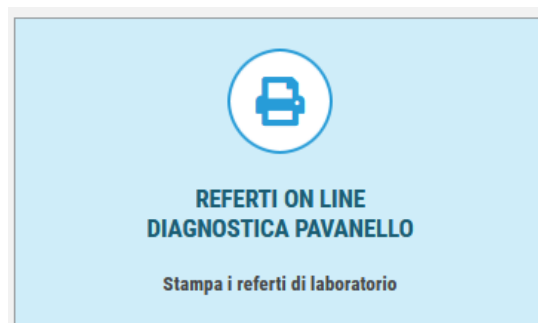 REFERTI ON LINE
DIAGNOSTICA PAVANELLO
Stampa i referti di laboratorio